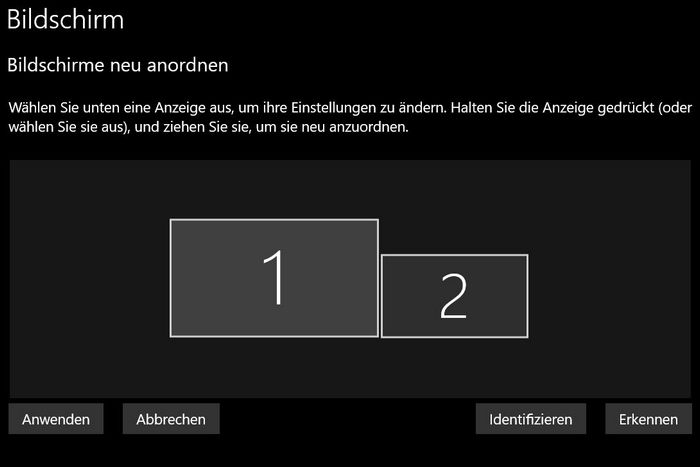 Bildschirm
Bildschirme neu anordnen
Wählen Sie unten eine Anzeige aus, um ihre Einstellungen zu ändern. Halten Sie die Anzeige gedrückt (oder
wählen Sie sie aus), und ziehen Sie sie, um sie neu anzuordnen.
1
2
Anwenden
Abbrechen
Identifizieren
Erkennen